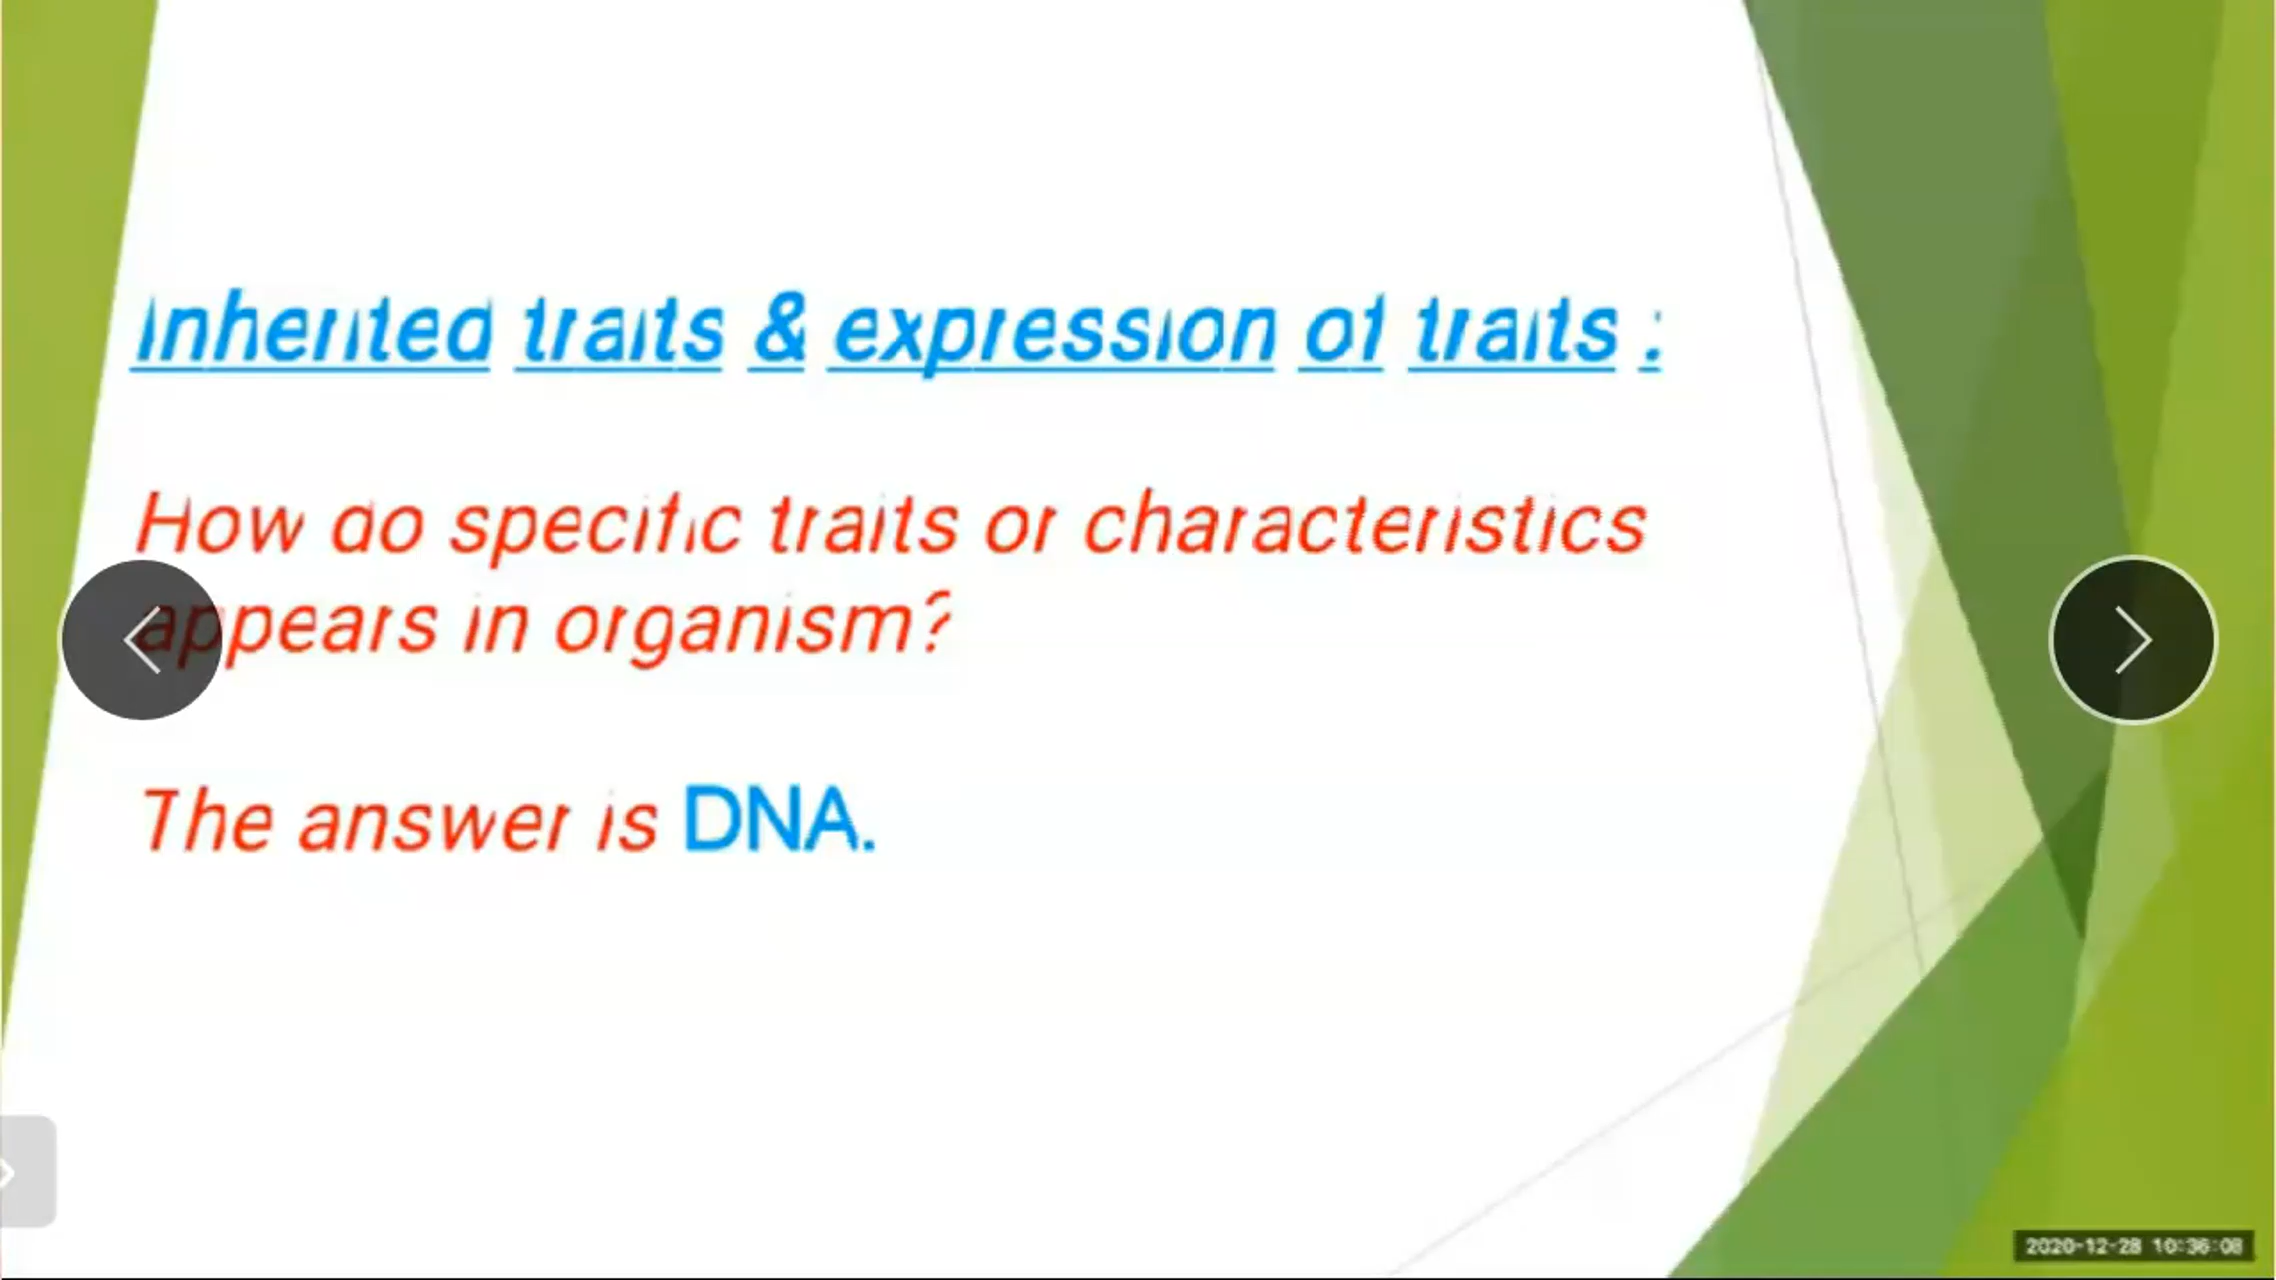 Inherited traits & expression of traits :
How do specific traits or characteristics
appears in organism?
The answer is DNA.
2020-12-28 10:36:08